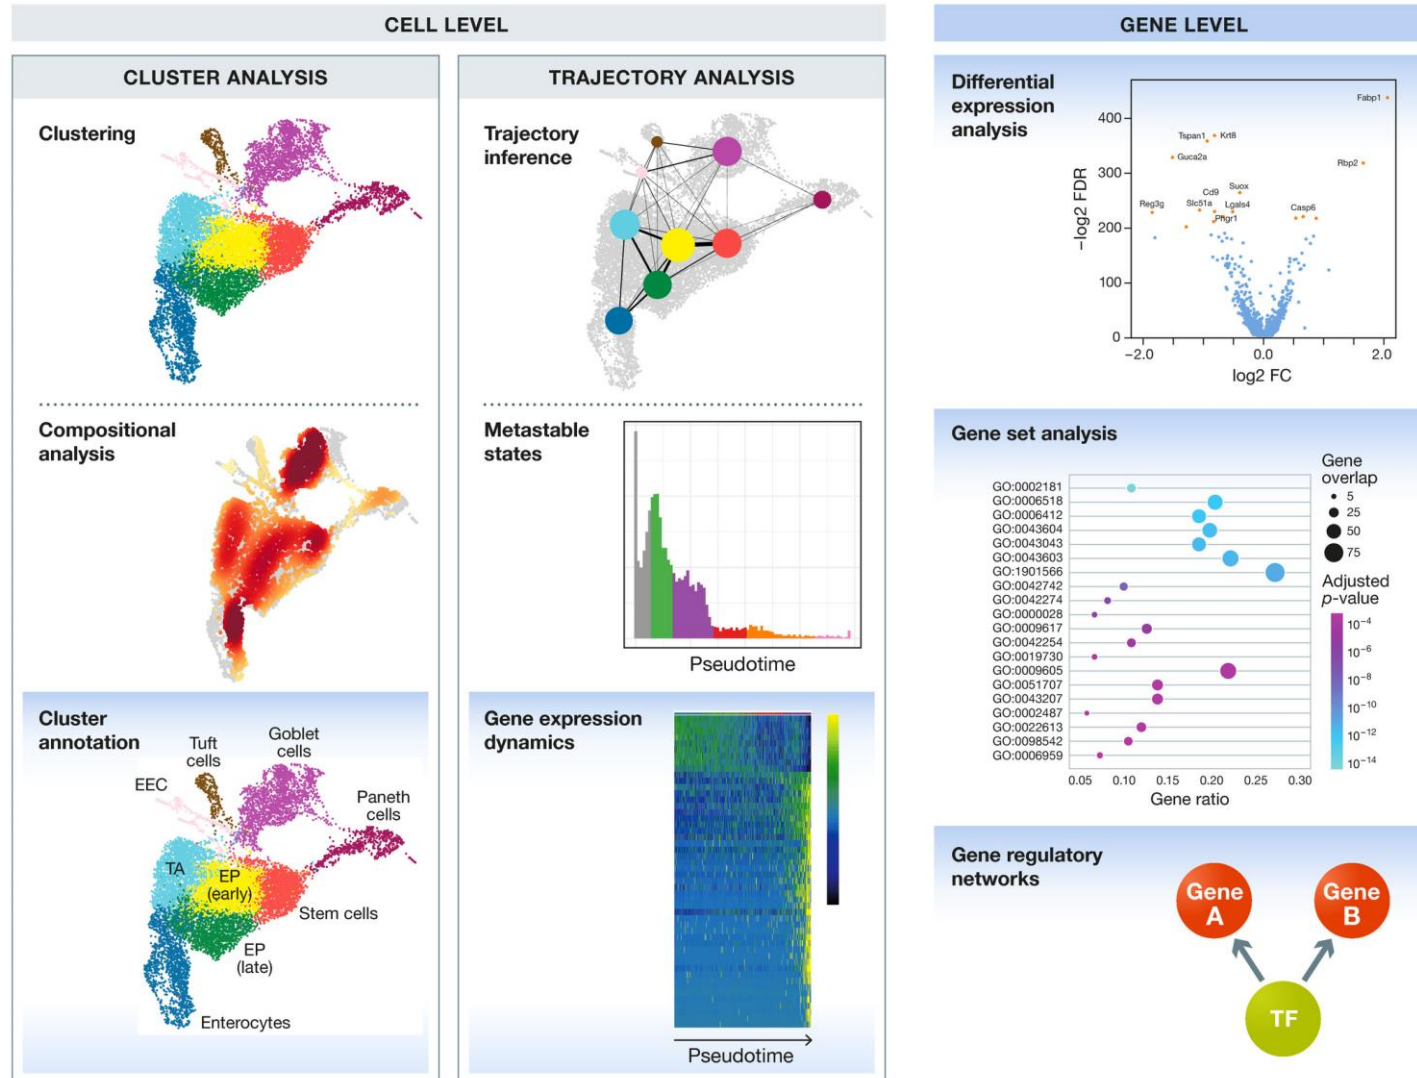 CELL LEVEL
CLUSTER ANALYSIS
Clustering
Compositional
analysis
Cluster
annotation
Tuft
cells
Goblet
cells
EEC
Paneth
cells
TA
EP
(early)
Stem cells
EP
(late)
Enterocytes
TRAJECTORY ANALYSIS
Trajectory
inference
Metastable
states
Pseudotime
Gene expression
dynamics
Pseudotime
GENE LEVEL
Differential
expression
analysis
−log2 FDR
400
300
200
100
0
Fabp1
Tspan1
Krt8
Guca2a
Rbp2
Suox
Cd9
Reg3g
Slc51a
Lgals4
Casp6
Phgr1
−2.0
0.0
2.0
log2 FC
Gene set analysis
GO:0002181
GO:0006518
GO:0006412
GO:0043604
GO:0043043
GO:0043603
GO:1901566
GO:0042742
GO:0042274
GO:0000028
GO:0009617
GO:0042254
GO:0019730
GO:0009605
GO:0051707
GO:0043207
GO:0002487
GO:0022613
GO:0098542
GO:0006959
0.05 0.10 0.15 0.20 0.25 0.30
Gene ratio
Gene
overlap
5
25
50
75
Adjusted
p-value
10⁻⁴
10⁻⁶
10⁻⁸
10⁻¹⁰
10⁻¹²
10⁻¹⁴
Gene regulatory
networks
Gene
A
Gene
B
TF